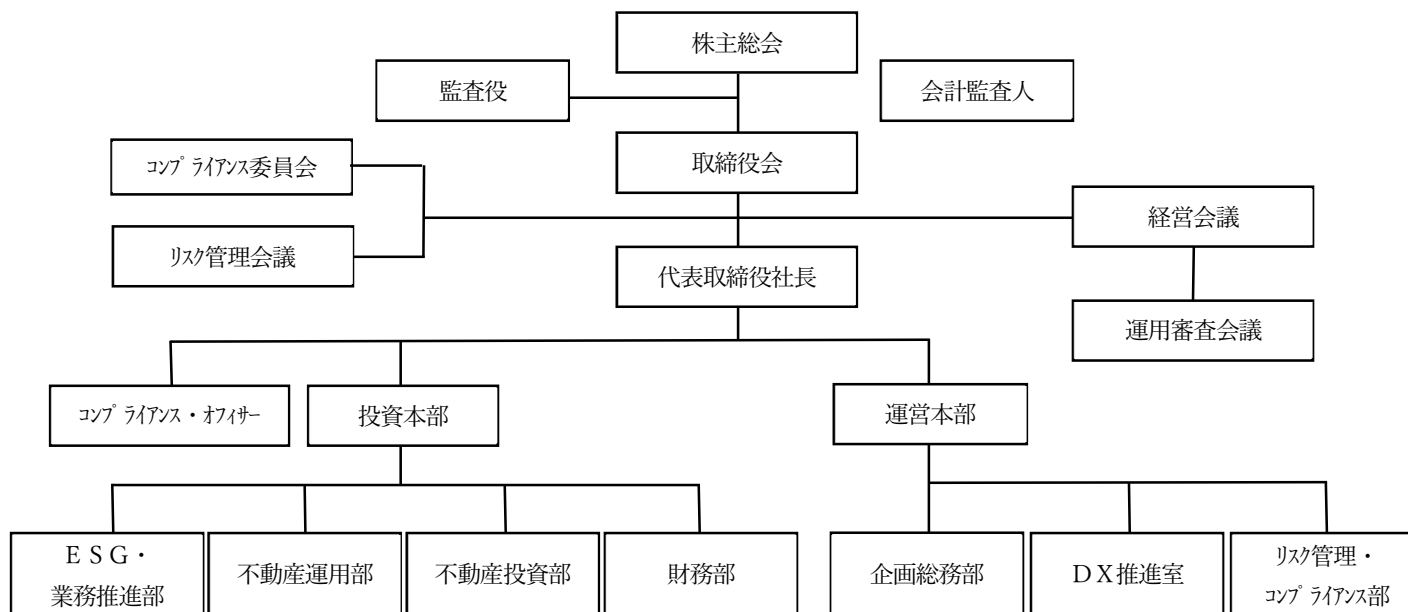 株主総会
監査役
会計監査人
取締役会
コンプライアンス委員会
経営会議
リスク管理会議
代表取締役社長
運用審査会議
コンプライアンス・オフィサー
投資本部
運営本部
ESG・
業務推進部
不動産運用部
不動産投資部
財務部
企画総務部
DX推進室
リスク管理・
コンプライアンス部